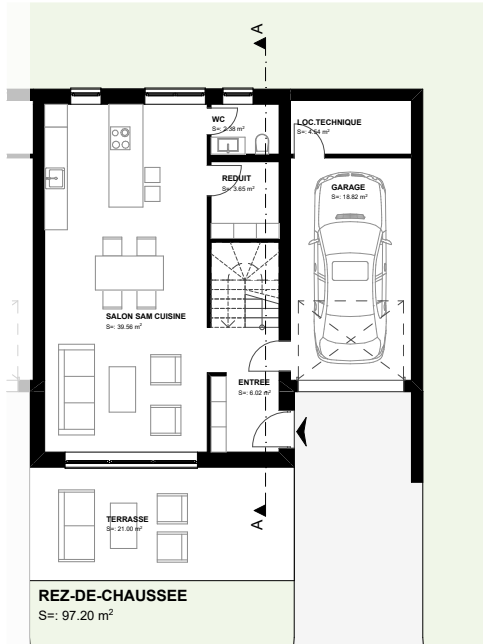 A
WC
S=: 2.38 m²
LOC.TECHNIQUE
S=: 4.54 m²
REDUIT
S=: 3.65 m²
GARAGE
S=: 18.82 m²
SALON SAM CUISINE
S=: 39.56 m²
ENTREE
S=: 6.02 m²
TERRASSE
S=: 21.00 m²
A
REZ-DE-CHAUSSEE
S=: 97.20 m²